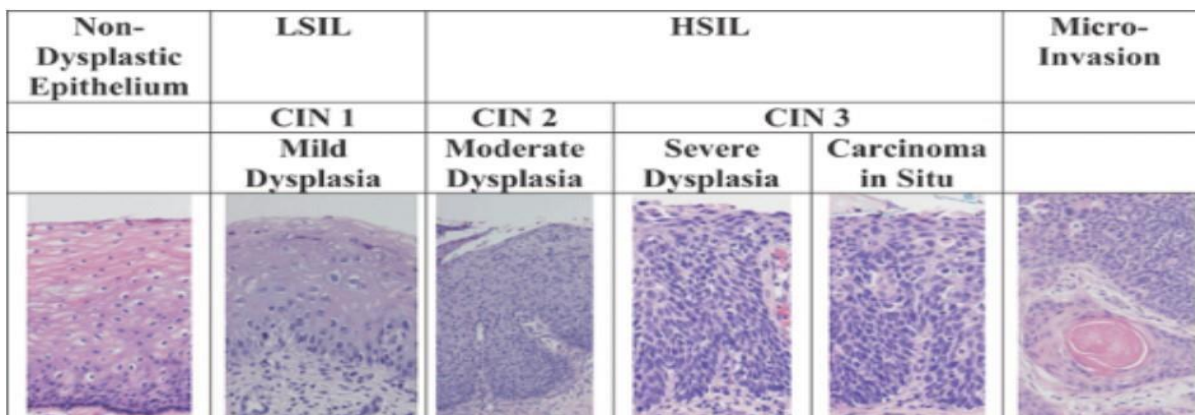 Non-
Dysplastic
Epithelium
LSIL
HSIL
Micro-
Invasion
CIN 1
CIN 2
CIN 3
Mild
Dysplasia
Moderate
Dysplasia
Severe
Dysplasia
Carcinoma
in Situ